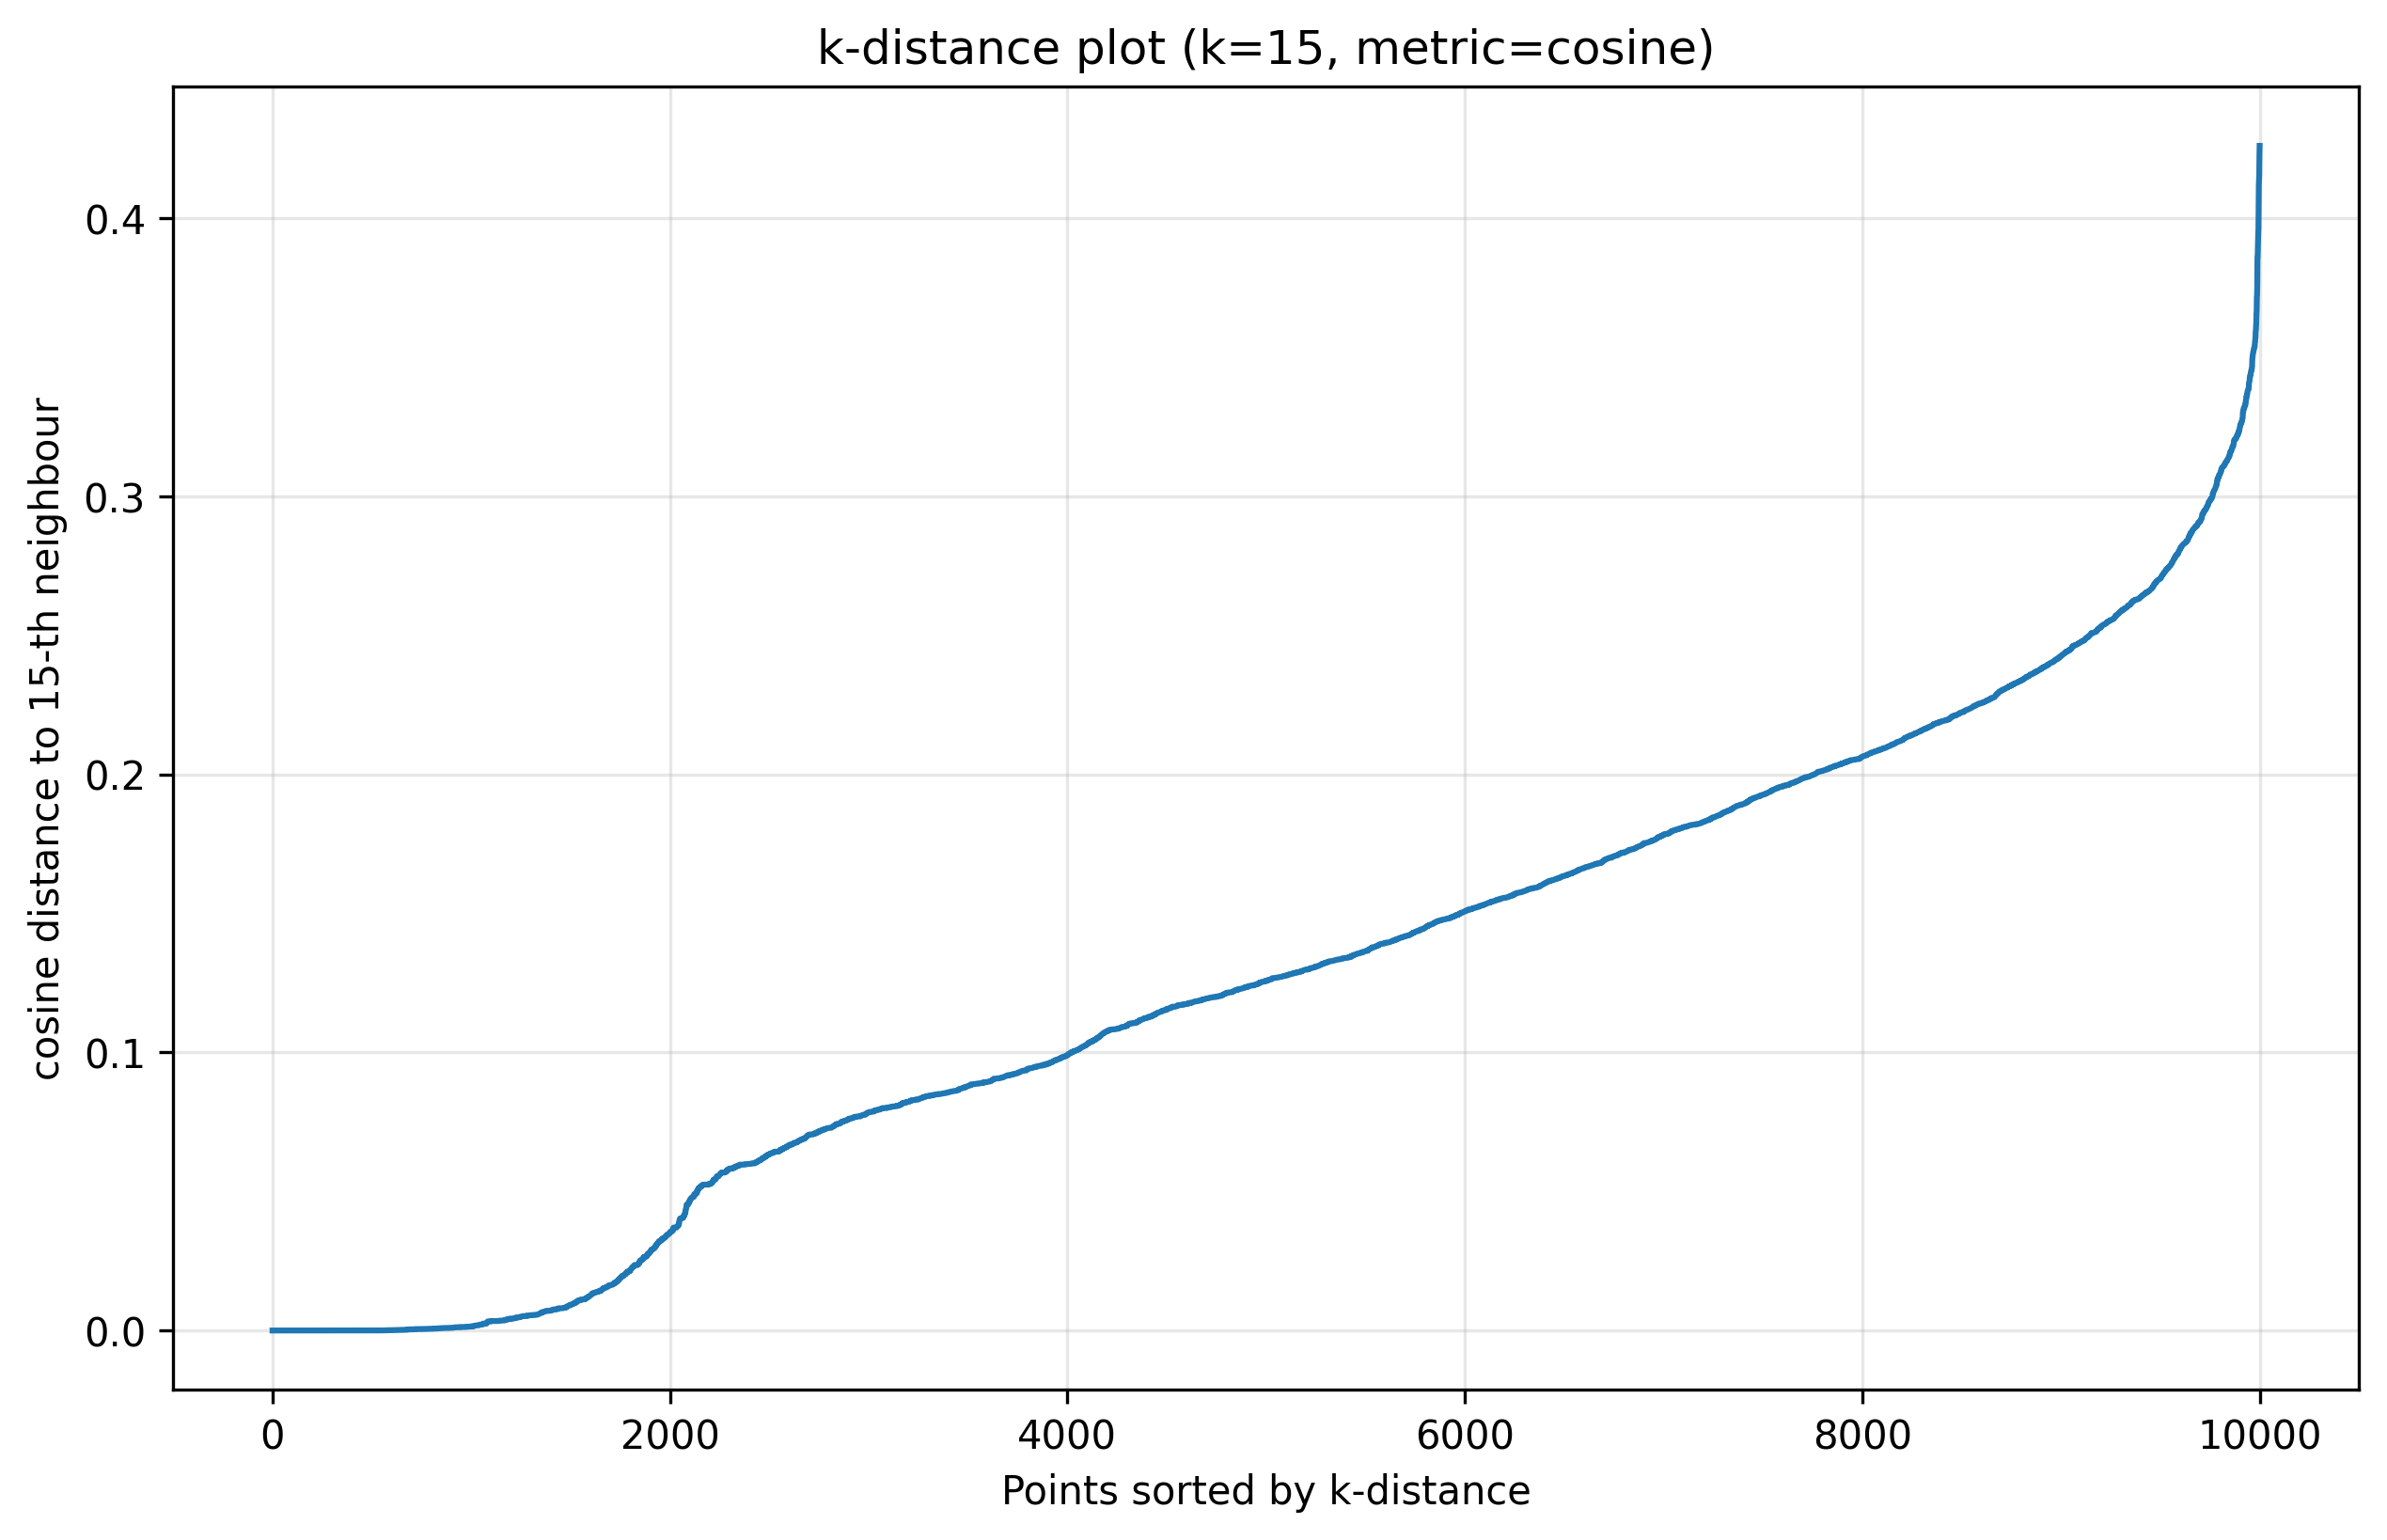 k-distance plot (k=15, metric=cosine)
cosine distance to 15-th neighbour
0.4
0.3
0.2
0.1
0.0
0 2000 4000 6000 8000 10000
Points sorted by k-distance